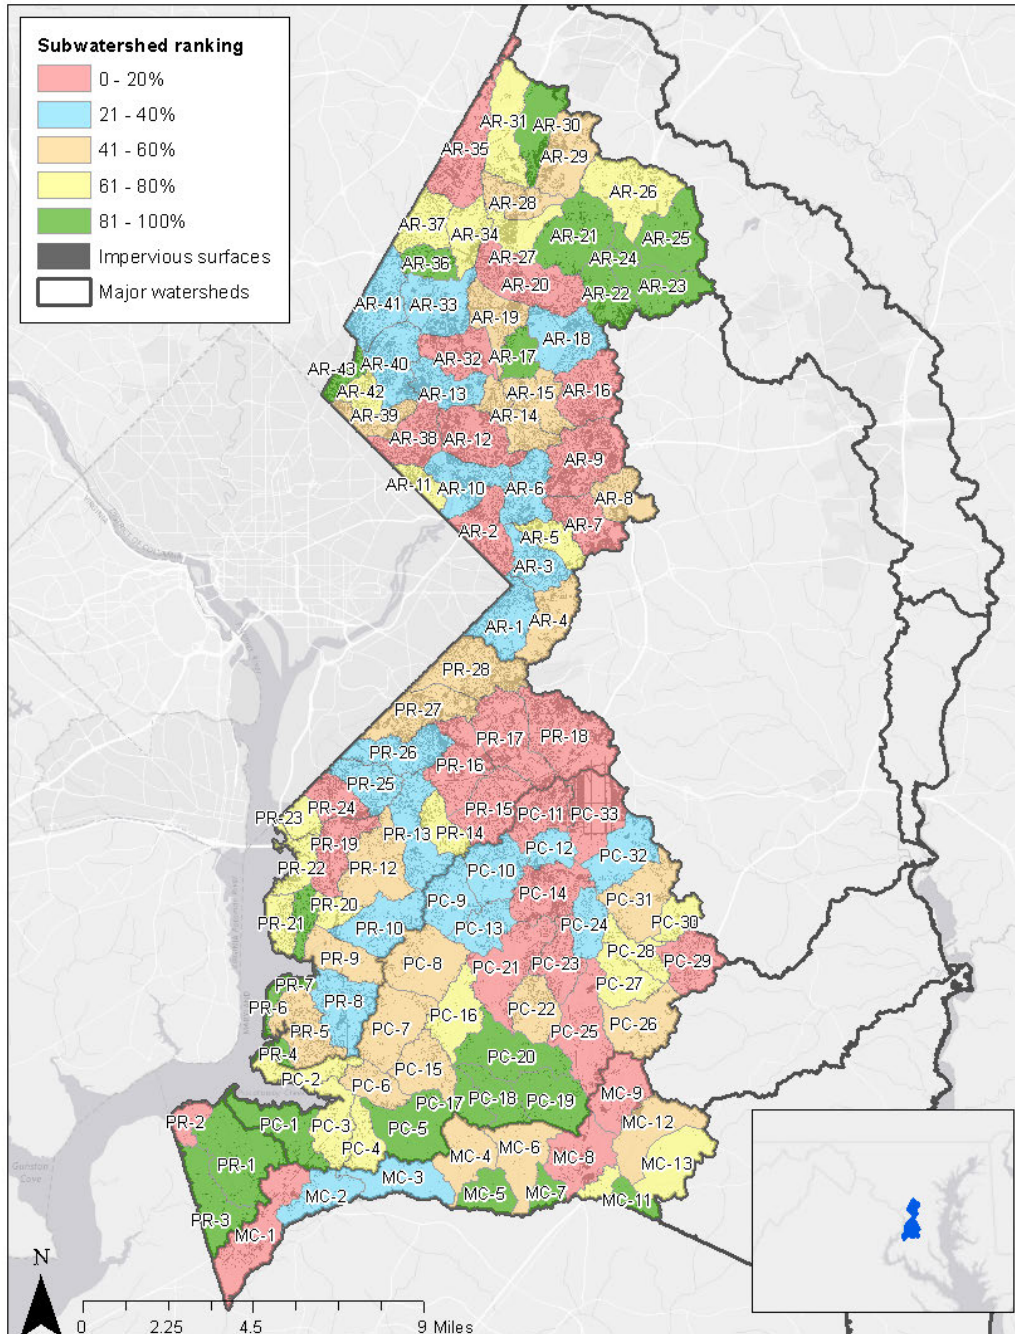 Subwatershed ranking
0 - 20%
21 - 40%
41 - 60%
61 - 80%
81 - 100%
Impervious surfaces
Major watersheds
AR-31
AR-30
AR-35
AR-29
AR-26
AR-28
AR-37
AR-34
AR-21
AR-25
AR-27
AR-24
AR-36
AR-20
AR-23
AR-22
AR-41
AR-33
AR-19
AR-18
AR-40
AR-32
AR-17
AR-43
AR-42
AR-13
AR-15
AR-16
AR-39
AR-14
AR-38
AR-12
AR-9
AR-11
AR-10
AR-6
AR-8
AR-2
AR-5
AR-7
AR-3
AR-1
AR-4
PR-28
PR-27
PR-17
PR-18
PR-26
PR-16
PR-25
PR-24
PR-15
PC-11
PC-33
PR-23
PR-19
PR-13
PR-14
PC-12
PC-32
PR-22
PR-12
PC-10
PC-14
PC-9
PC-31
PR-20
PR-21
PR-10
PC-13
PC-24
PC-30
PC-28
PR-9
PC-8
PC-21
PC-23
PC-29
PR-7
PC-27
PR-6
PR-8
PC-22
PR-5
PC-7
PC-16
PC-25
PC-26
PR-4
PC-20
PC-2
PC-15
PC-6
MC-9
PC-17
PC-18
PC-19
PR-2
PC-1
PC-3
PC-5
MC-12
PC-4
MC-4
MC-6
MC-8
PR-1
MC-13
MC-3
MC-2
MC-5
MC-7
MC-11
PR-3
MC-1
N
0 2.25 4.5 9 Miles